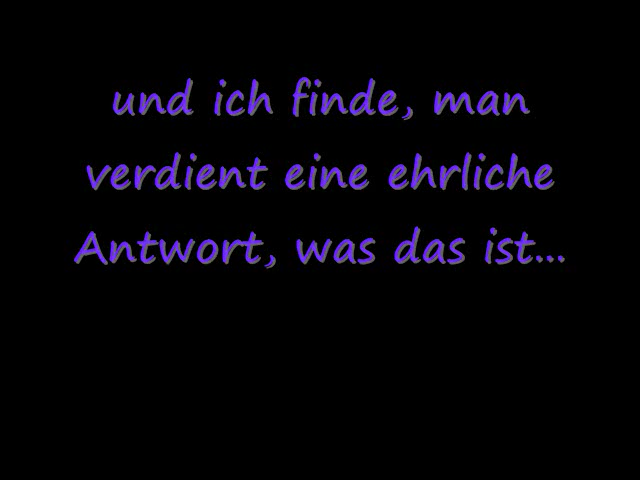 und ich finde, man
verdient eine ehrliche
Antwort, was das ist...